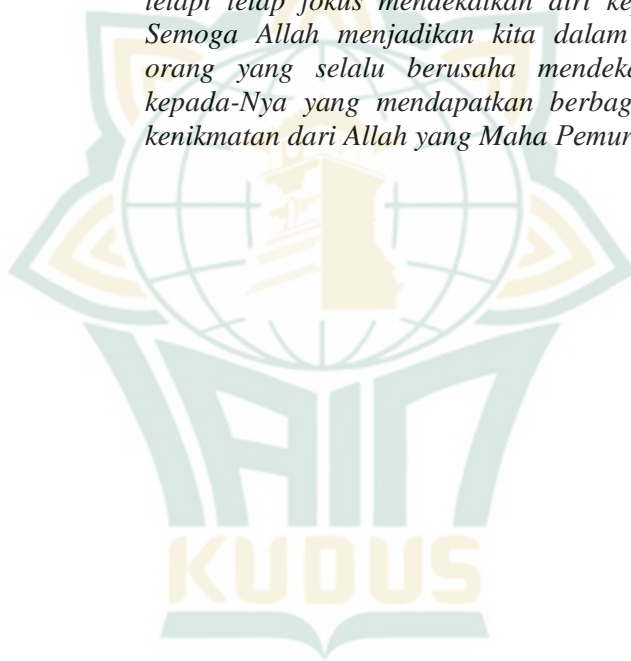 tetapi tetap fokus mendekatkan diri ke
Semoga Allah menjadikan kita dalam
orang yang selalu berusaha mendeka
kepada-Nya yang mendapatkan berbag
kenikmatan dari Allah yang Maha Pemur
IAIN
KUDUS